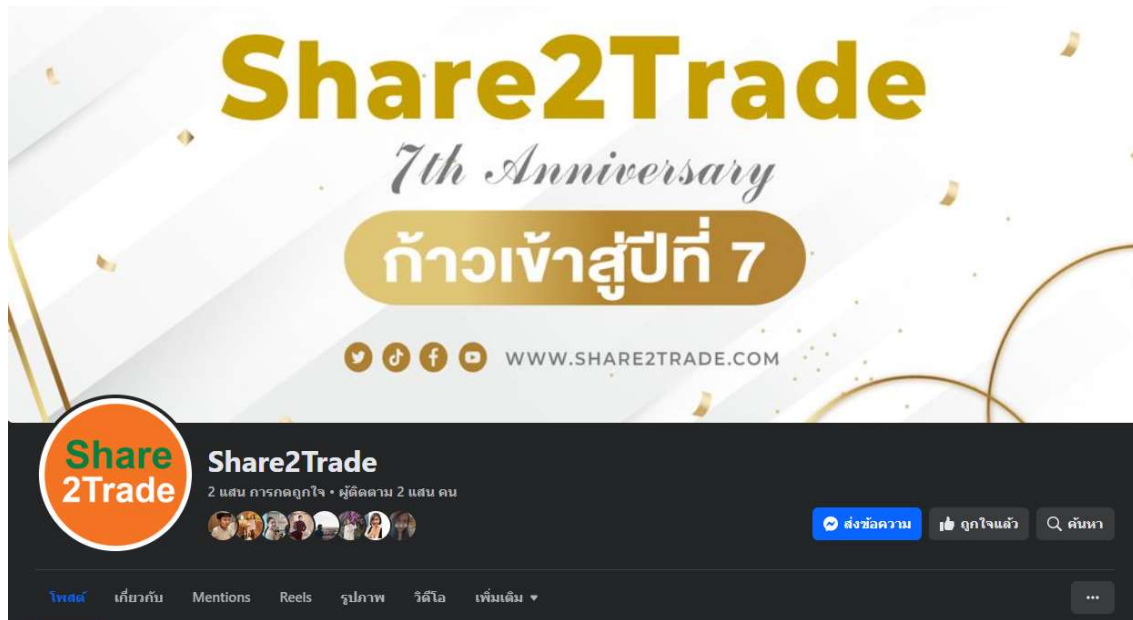 Share2Trade
7th Anniversary
ก้าวเข้าสู่ปีที่ 7
WWW.SHARE2TRADE.COM
Share
2Trade
Share2Trade
2 แสน การกดถูกใจ • ผู้ติดตาม 2 แสน คน
ส่งข้อความ ถูกใจแล้ว ค้นหา
โพสต์ เกี่ยวกับ Mentions Reels รูปภาพ วิดีโอ เพิ่มเติม